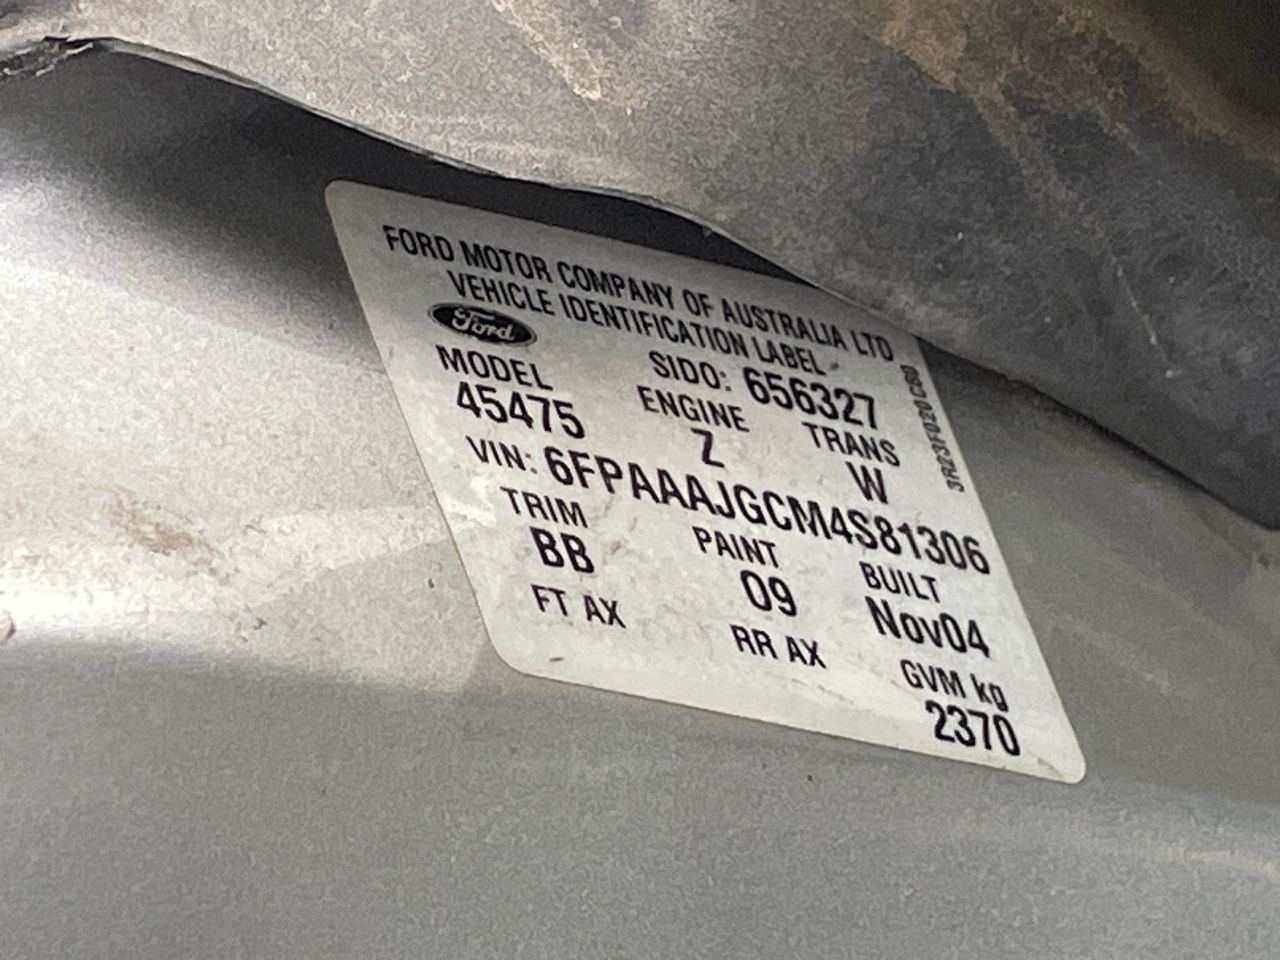 FORD MOTOR COMPANY OF AUSTRALIA LTD
VEHICLE IDENTIFICATION LABEL
Ford
SIDO: 656327
MODEL ENGINE TRANS
45475 Z W
VIN: 6FPAAAJGCM4S81306
TRIM PAINT BUILT
BB 09 Nov04
FT AX RR AX GVM kg
2370
3R23F020CB0